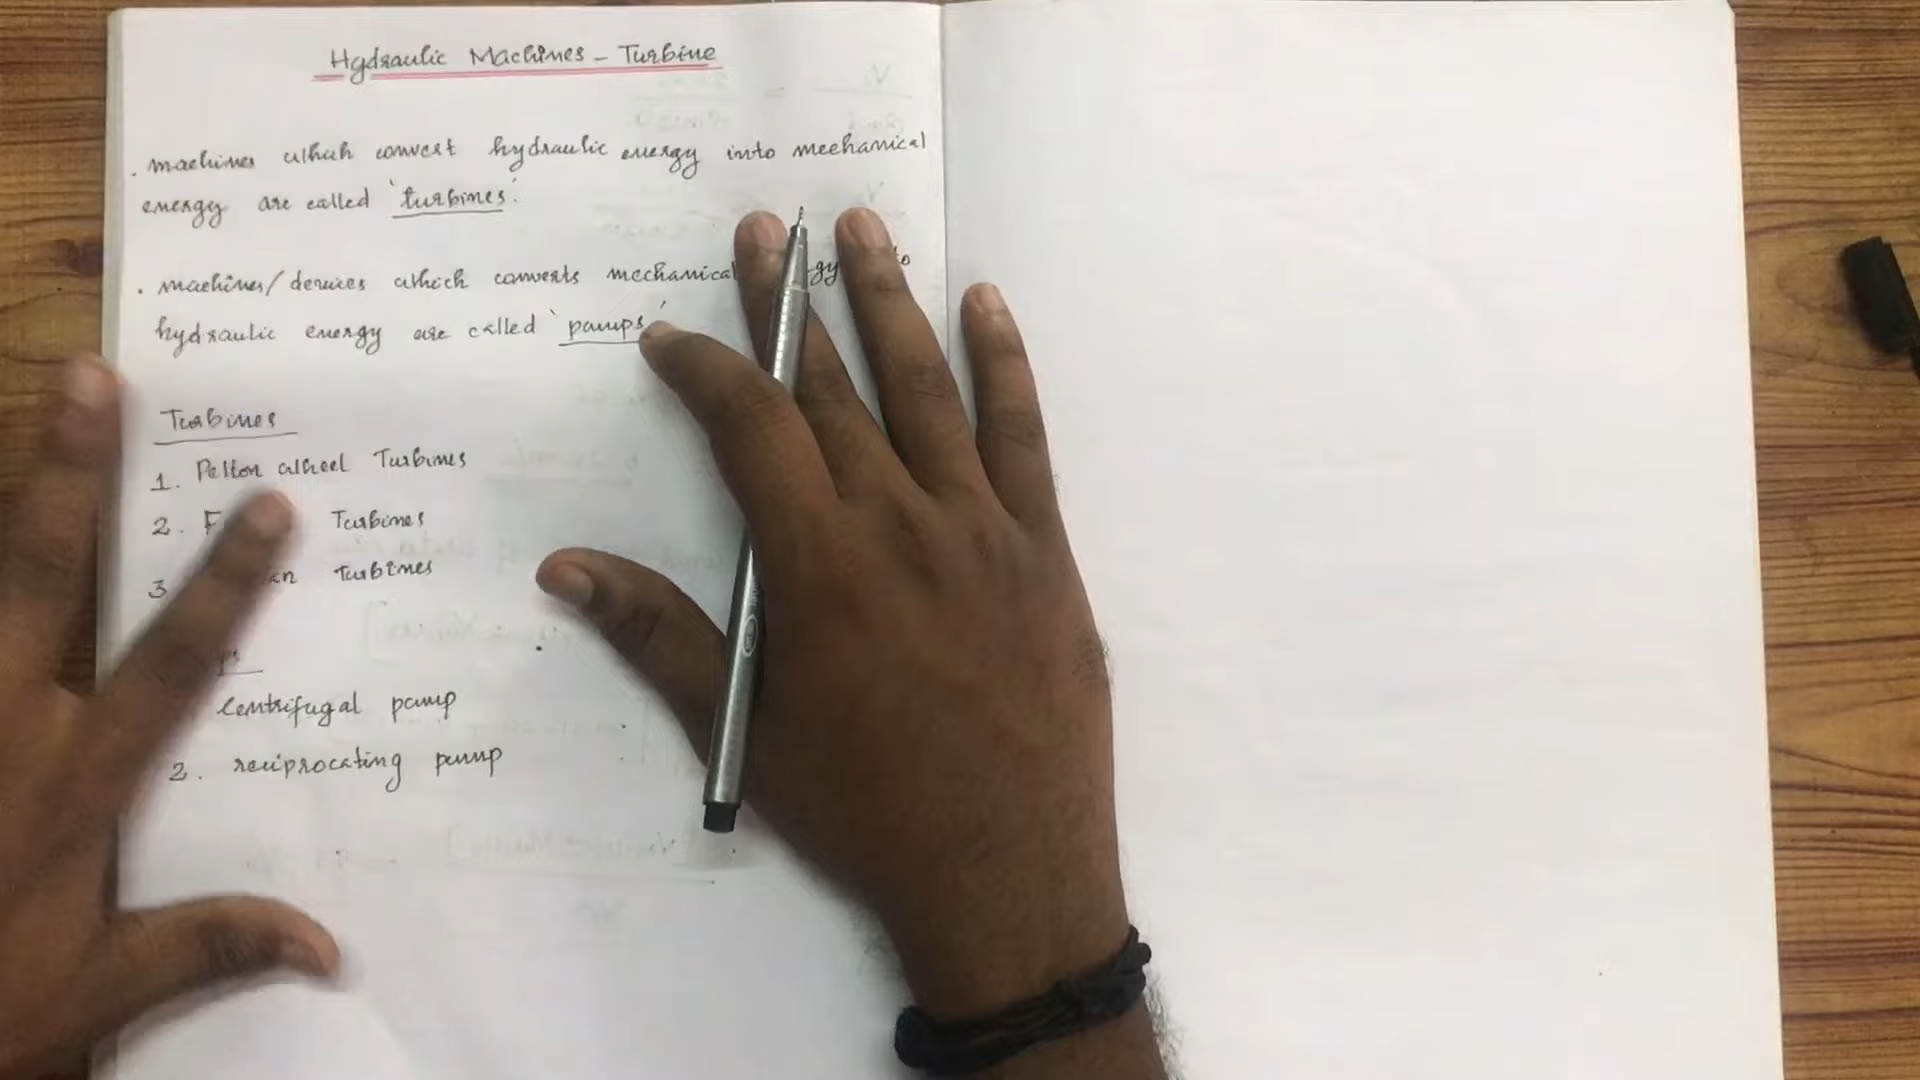 Hydraulic Machines - Turbine
. machines which convert hydraulic energy into mechanical
energy are called 'turbines'.
. machines/devices which converts mechanical
hydraulic energy are called 'pumps'
Turbines
1. Pelton wheel Turbines
2. Turbines
3 Turbines
Centrifugal pump
2. reciprocating pump